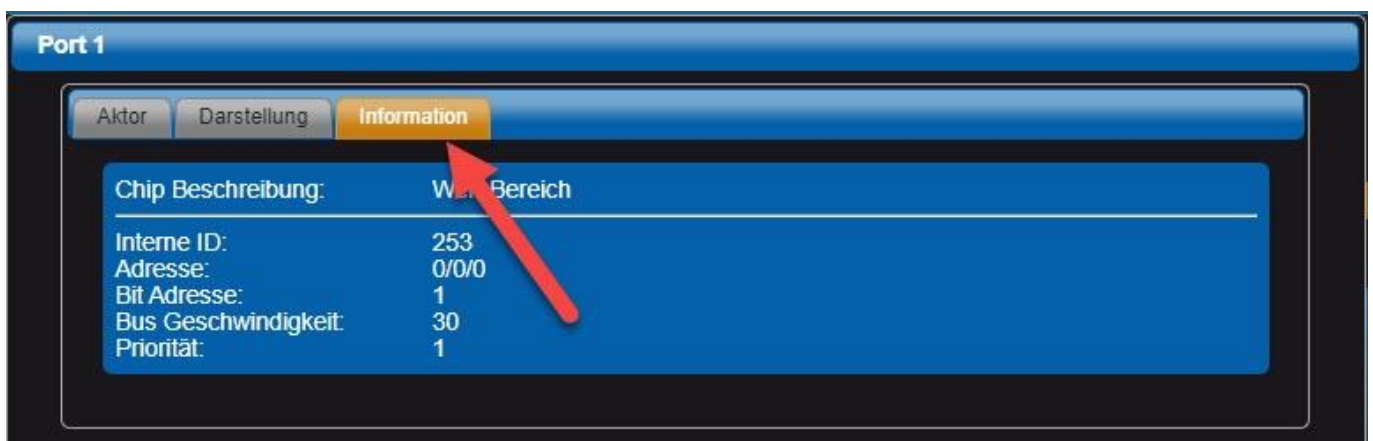 Port 1
Aktor Darstellung Information
Chip Beschreibung: Bereich
Interne ID: 253
Adresse: 0/0/0
Bit Adresse: 1
Bus Geschwindigkeit: 30
Priorität: 1